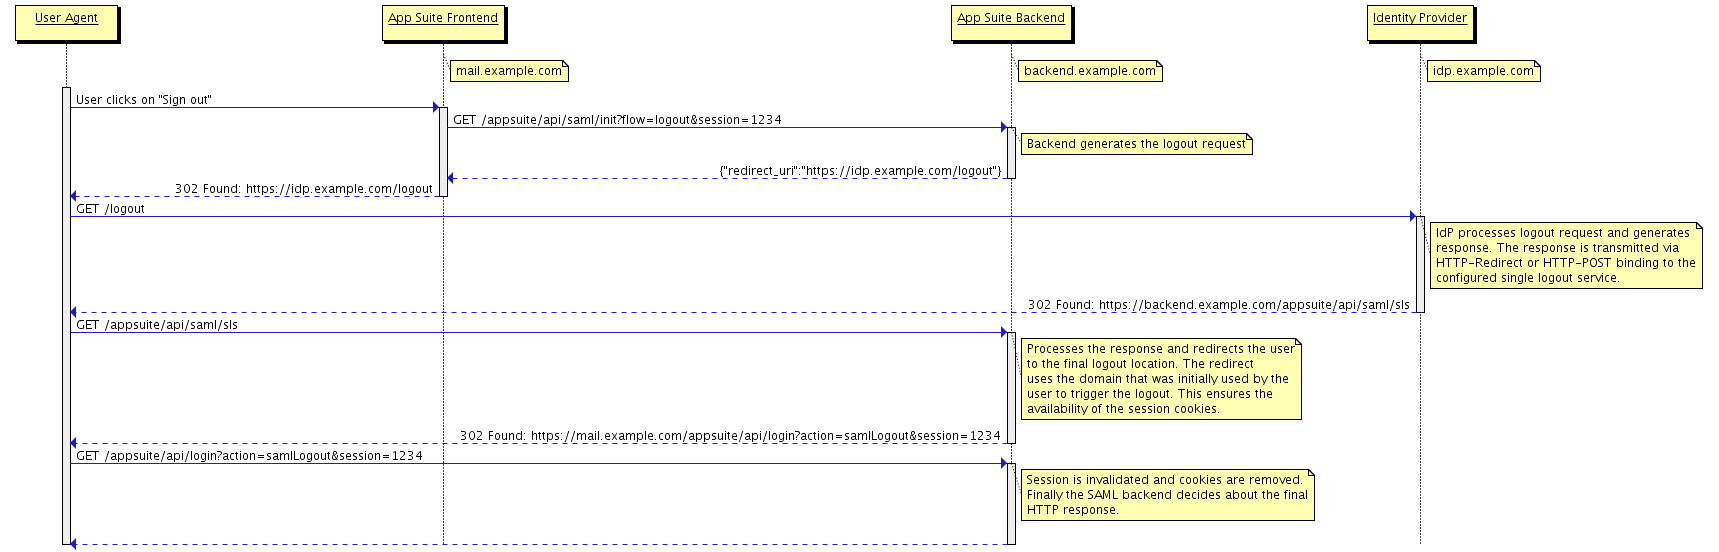 User Agent
App Suite Frontend
App Suite Backend
Identity Provider
mail.example.com
backend.example.com
idp.example.com
User clicks on "Sign out"
GET /appsuite/api/saml/init?flow=logout&session=1234
Backend generates the logout request
{"redirect_uri":"https://idp.example.com/logout"}
302 Found: https://idp.example.com/logout
GET /logout
IdP processes logout request and generates
response. The response is transmitted via
HTTP-Redirect or HTTP-POST binding to the
configured single logout service.
302 Found: https://backend.example.com/appsuite/api/saml/sls
GET /appsuite/api/saml/sls
Processes the response and redirects the user
to the final logout location. The redirect
uses the domain that was initially used by the
user to trigger the logout. This ensures the
availability of the session cookies.
302 Found: https://mail.example.com/appsuite/api/login?action=samlLogout&session=1234
GET /appsuite/api/login?action=samlLogout&session=1234
Session is invalidated and cookies are removed.
Finally the SAML backend decides about the final
HTTP response.